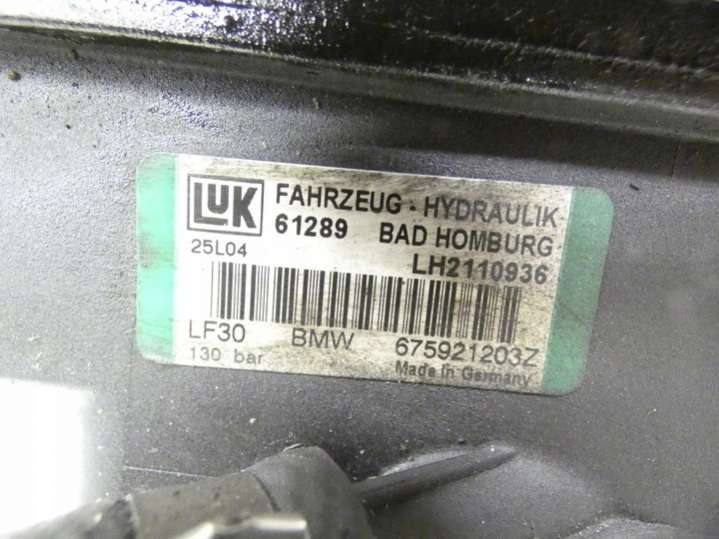 LUK FAHRZEUG - HYDRAULIK
61289 BAD HOMBURG
25L04 LH2110936
LF30 BMW 675921203Z
130 bar Made in Germany